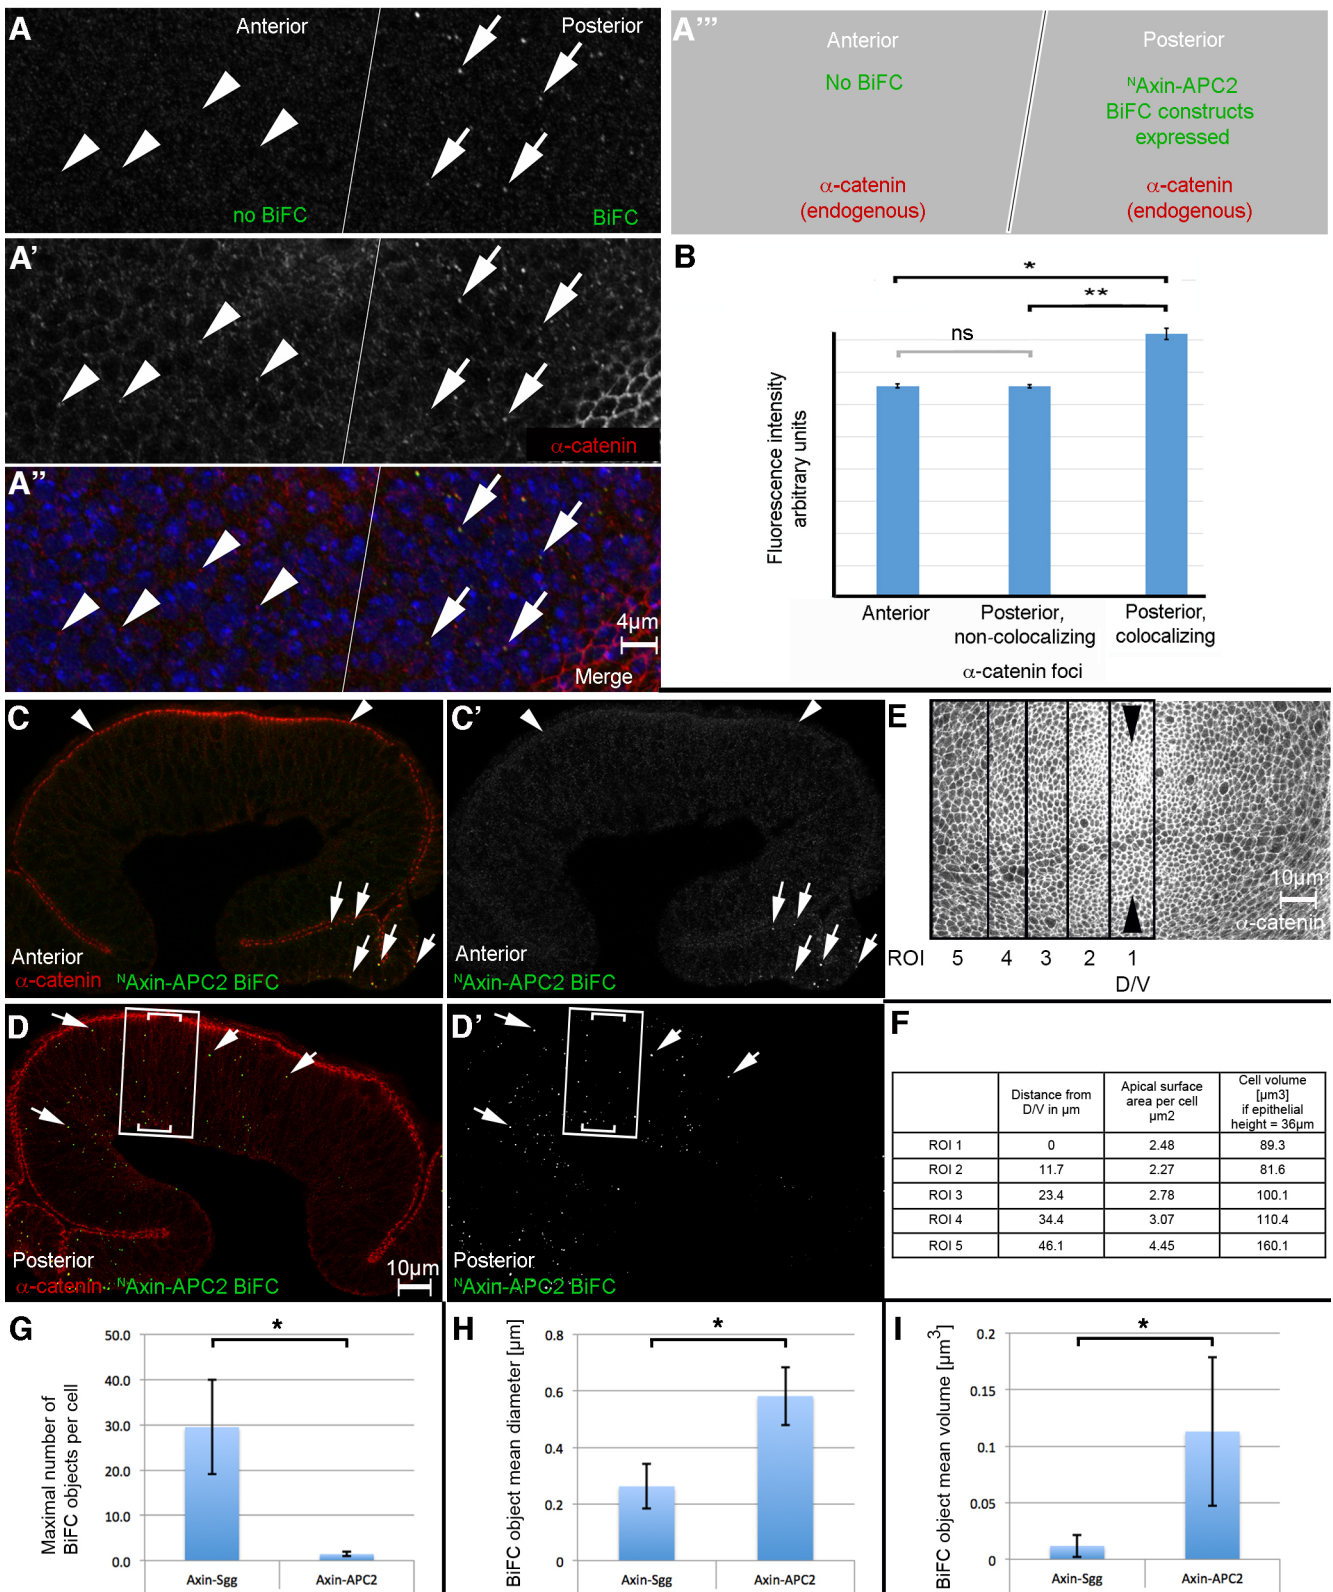 A
Anterior
Posterior
no BiFC
BiFC
A'
α-catenin
A''
4µm
Merge
A'''
Anterior
Posterior
No BiFC
NAxin-APC2
BiFC constructs
expressed
α-catenin
(endogenous)
α-catenin
(endogenous)
B
*
**
ns
Fluorescence intensity
arbitrary units
Anterior
Posterior,
non-colocalizing
Posterior,
colocalizing
α-catenin foci
C
Anterior
α-catenin NAxin-APC2 BiFC
C'
Anterior
NAxin-APC2 BiFC
D
Posterior
α-catenin NAxin-APC2 BiFC
10µm
D'
Posterior
NAxin-APC2 BiFC
E
10µm
α-catenin
ROI 5 4 3 2 1
D/V
F
Distance from
D/V in µm
Apical surface
area per cell
µm2
Cell volume
[µm3]
if epithelial
height = 36µm
ROI 1 0 2.48 89.3
ROI 2 11.7 2.27 81.6
ROI 3 23.4 2.78 100.1
ROI 4 34.4 3.07 110.4
ROI 5 46.1 4.45 160.1
G
Maximal number of
BiFC objects per cell
50.0
40.0
30.0
20.0
10.0
0.0
*
Axin-Sgg
Axin-APC2
H
BiFC object mean diameter [µm]
0.8
0.6
0.4
0.2
0
*
Axin-Sgg
Axin-APC2
I
BiFC object mean volume [µm3]
0.2
0.15
0.1
0.05
0
*
Axin-Sgg
Axin-APC2